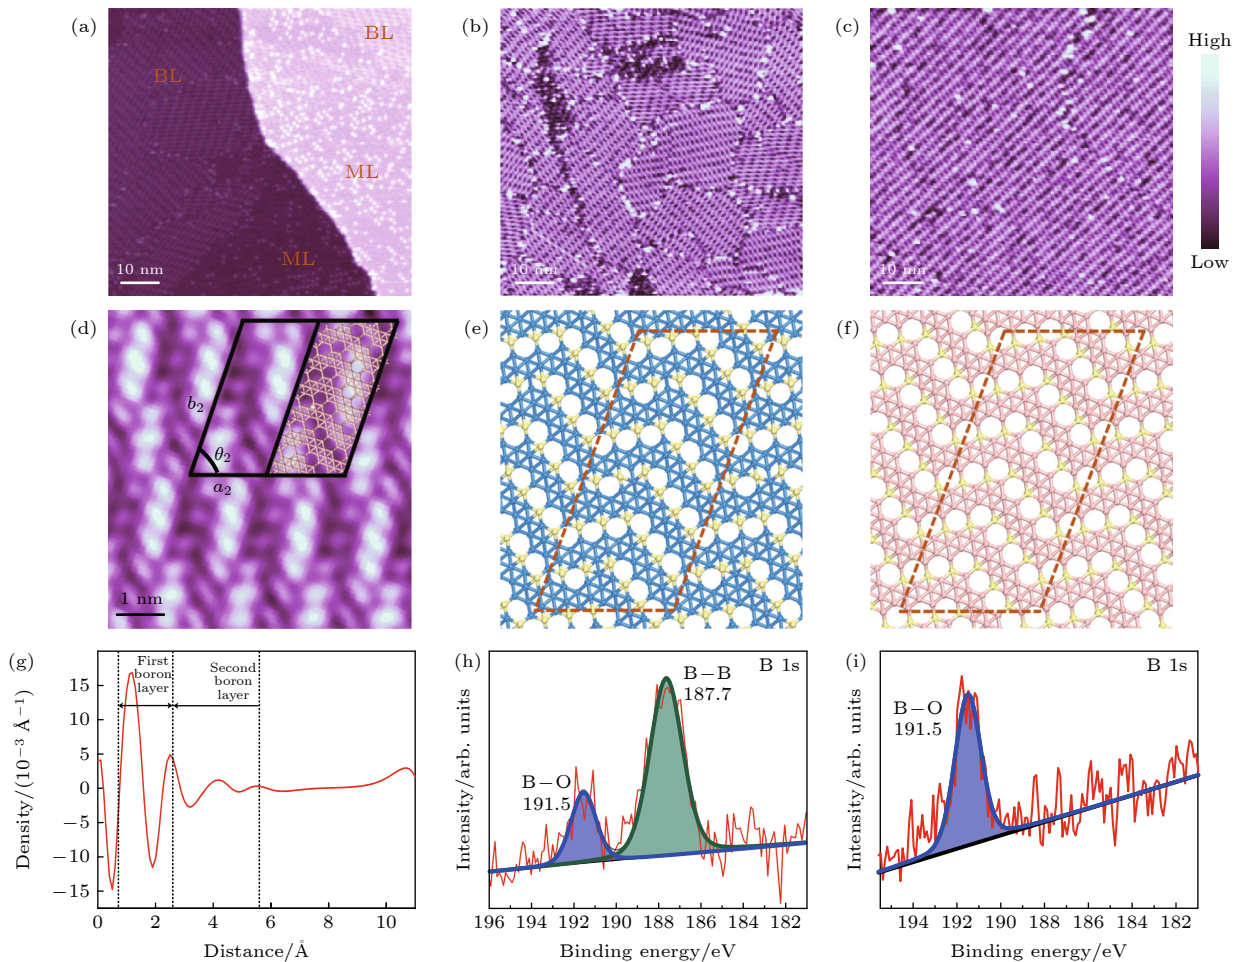 (a)
BL
BL
ML
ML
10 nm
(b)
10 nm
(c)
10 nm
High
Low
(d)
b₂
θ₂
a₂
1 nm
(e)
(f)
(g)
First
boron
layer
Second
boron
layer
15
10
5
0
−5
−10
−15
0
2
4
6
8
10
Density/(10⁻³ Å⁻¹)
Distance/Å
(h)
B 1s
B−B
187.7
B−O
191.5
196 194 192 190 188 186 184 182
Intensity/arb. units
Binding energy/eV
(i)
B 1s
B−O
191.5
194 192 190 188 186 184 182
Intensity/arb. units
Binding energy/eV